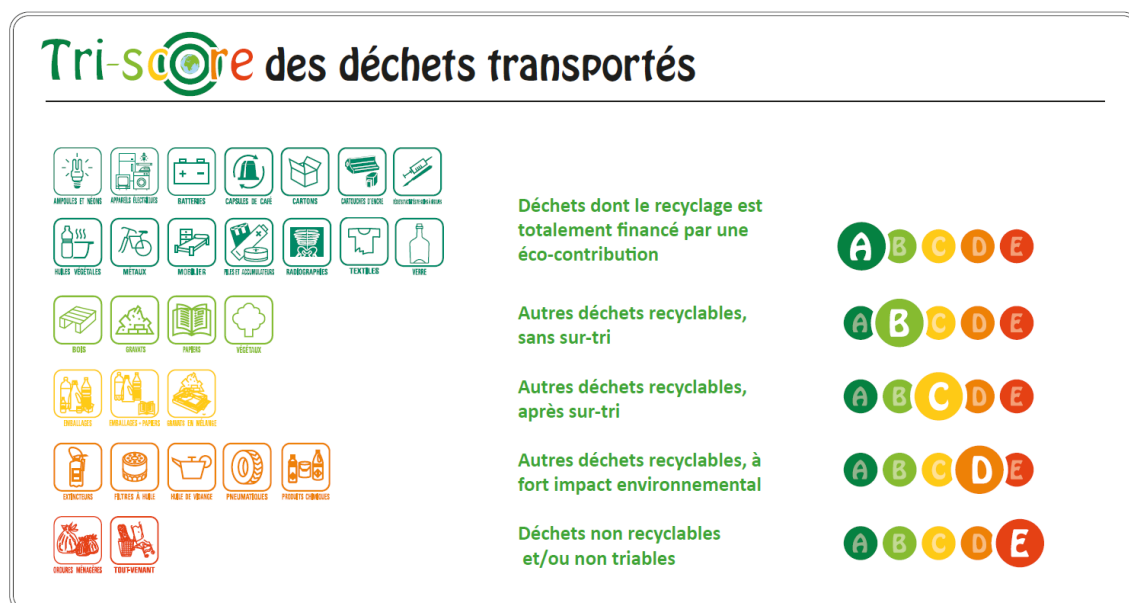 Tri-score des déchets transportés
AMPOULES ET NÉONS APPAREILS ÉLECTRIQUES BATTERIES CAPSULES DE CAFÉ CARTONS CARTOUCHES D'ENCRE
HUILES VÉGÉTALES MÉTAUX MOBILIER PILES ET ACCUMULATEURS RADIOGRAPHIES TEXTILES VERRE
Déchets dont le recyclage est
totalement financé par une
éco-contribution
A B C D E
BOIS GRAVATS PAPIERS VÉGÉTAUX
Autres déchets recyclables,
sans sur-tri
A B C D E
EMBALLAGES EMBALLAGES + PAPIERS GRAVATS EN MÉLANGE
Autres déchets recyclables,
après sur-tri
A B C D E
EXTINCTEURS FILTRES À HUILE HUILE DE VIDANGE PNEUMATIQUES PRODUITS CHIMIQUES
Autres déchets recyclables, à
fort impact environnemental
A B C D E
ORDURES MÉNAGÈRES TOUT-VENANT
Déchets non recyclables
et/ou non triables
A B C D E